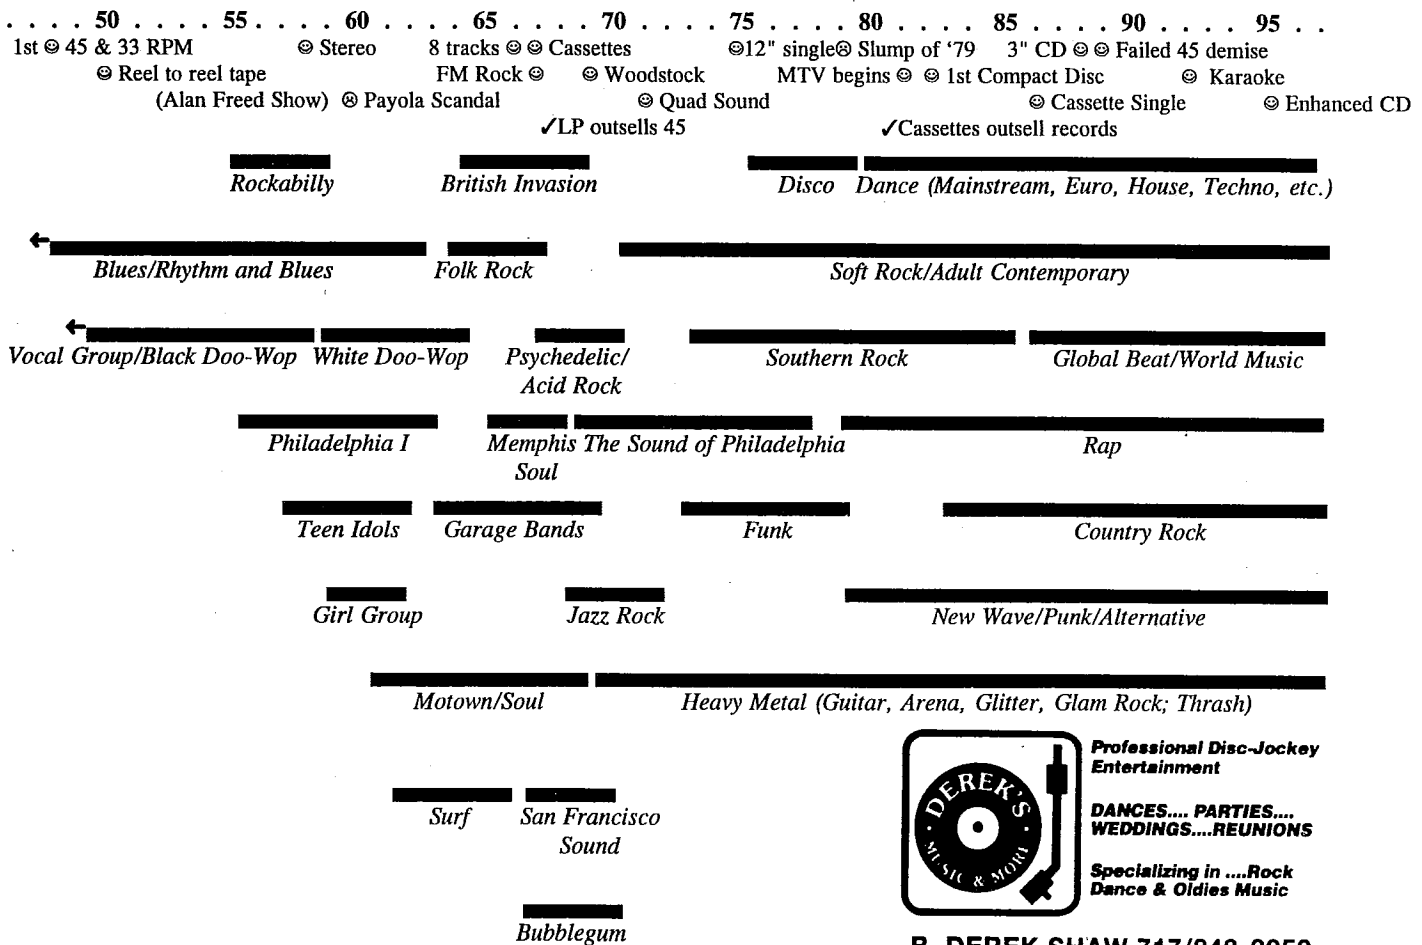 . . . . 50 . . . . 55 . . . . 60 . . . . 65 . . . . 70 . . . . 75 . . . . 80 . . . . 85 . . . . 90 . . . . 95 . .
1st ☺ 45 & 33 RPM ☺ Stereo 8 tracks ☺ ☺ Cassettes ☺12" single☹ Slump of ‘79 3" CD ☺ ☺ Failed 45 demise
☺ Reel to reel tape FM Rock ☺ ☺ Woodstock MTV begins ☺ ☺ 1st Compact Disc ☺ Karaoke
(Alan Freed Show) ☹ Payola Scandal ☺ Quad Sound ☺ Cassette Single ☺ Enhanced CD
✓LP outsells 45 ✓Cassettes outsell records
Rockabilly British Invasion Disco Dance (Mainstream, Euro, House, Techno, etc.)
←
Blues/Rhythm and Blues Folk Rock Soft Rock/Adult Contemporary
←
Vocal Group/Black Doo-Wop White Doo-Wop Psychedelic/ Southern Rock Global Beat/World Music
Acid Rock
Philadelphia I Memphis The Sound of Philadelphia Rap
Soul
Teen Idols Garage Bands Funk Country Rock
Girl Group Jazz Rock New Wave/Punk/Alternative
Motown/Soul Heavy Metal (Guitar, Arena, Glitter, Glam Rock; Thrash)
Professional Disc-Jockey
Entertainment
DEREK'S
MUSIC & MORE
DANCES.... PARTIES....
WEDDINGS....REUNIONS
Surf San Francisco
Sound
Specializing in ....Rock
Dance & Oldies Music
Bubblegum